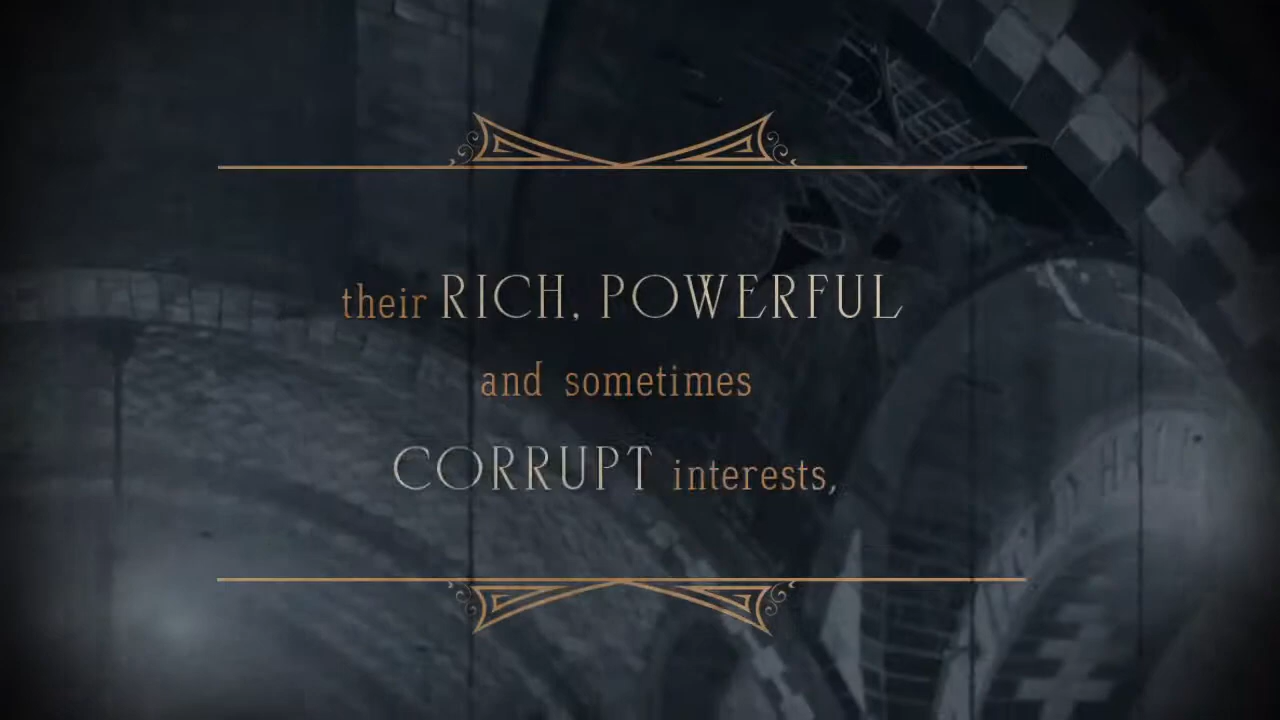 their RICH, POWERFUL
and sometimes
CORRUPT interests,